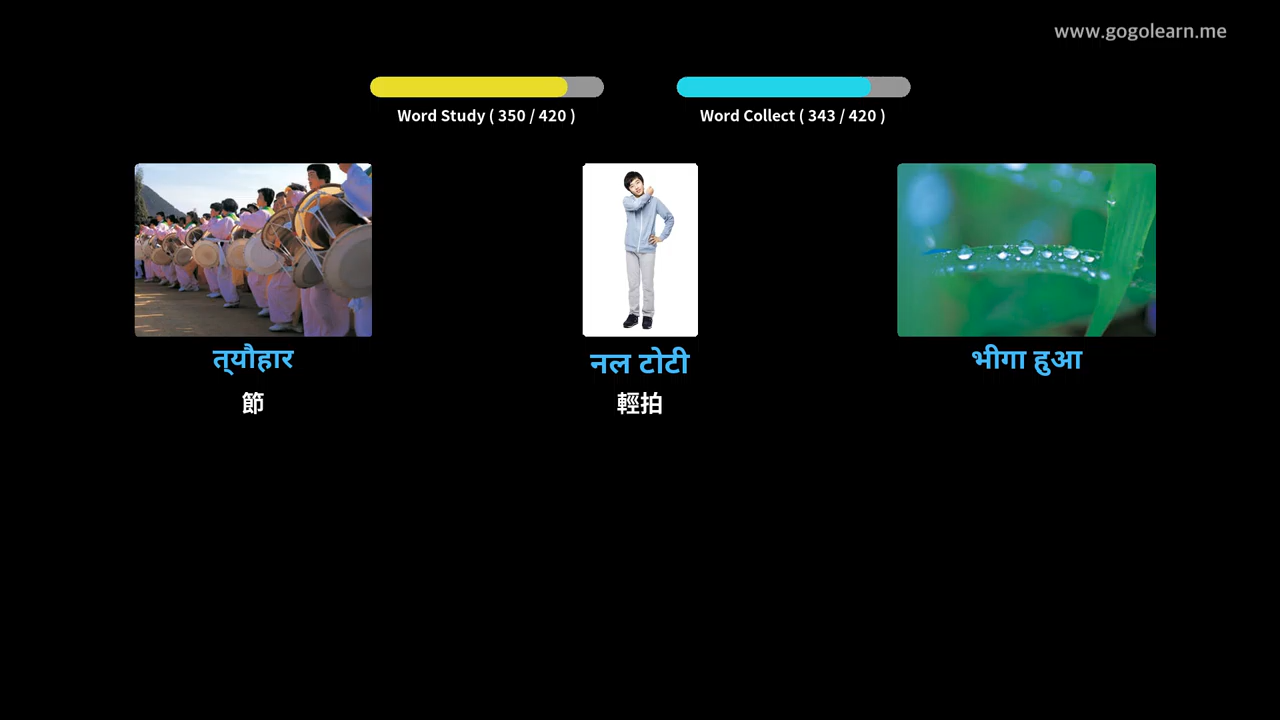 www.gogolearn.me
Word Study ( 350 / 420 )
Word Collect ( 343 / 420 )
त्यौहार
नल टोटी
भीगा हुआ
節
輕拍